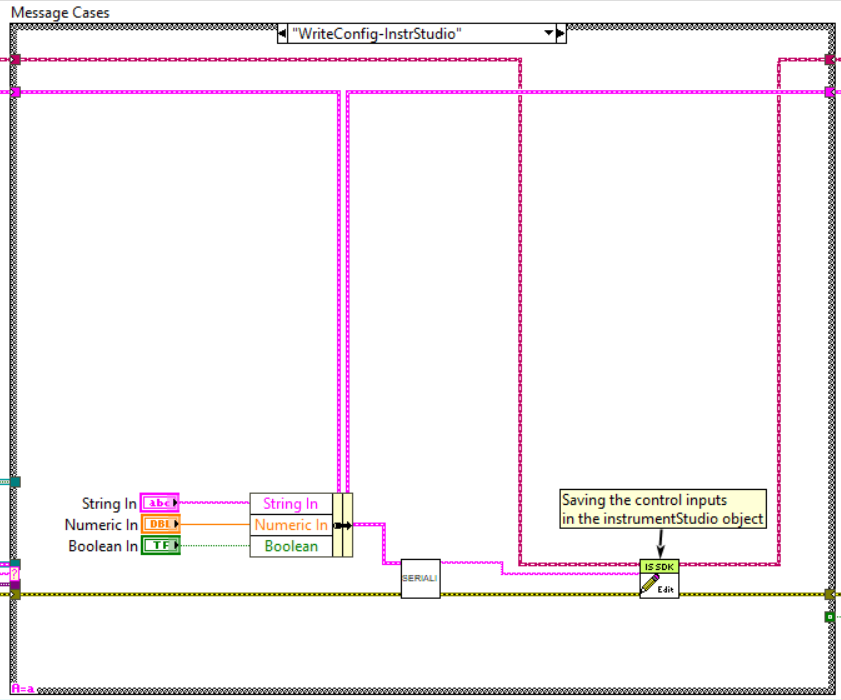 Message Cases
"WriteConfig-InstrStudio"
String In abc String In
Numeric In DBL Numeric In
Boolean In TF Boolean
Saving the control inputs
in the instrumentStudio object
?
SERIALI
IS SDK
Edit
A=a